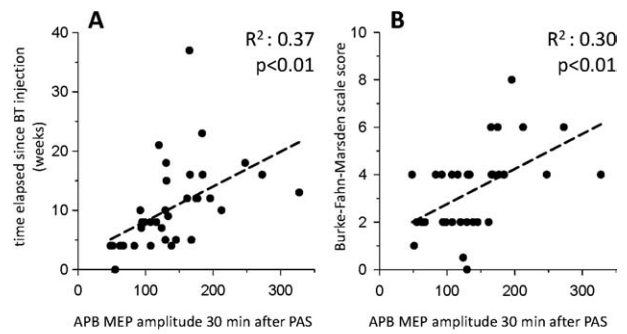 A
R²: 0.37
p<0.01
time elapsed since BT injection
(weeks)
40
30
20
10
0
0
100
200
300
APB MEP amplitude 30 min after PAS
B
R²: 0.30
p<0.01
Burke-Fahn-Marsden scale score
10
8
6
4
2
0
0
100
200
300
APB MEP amplitude 30 min after PAS